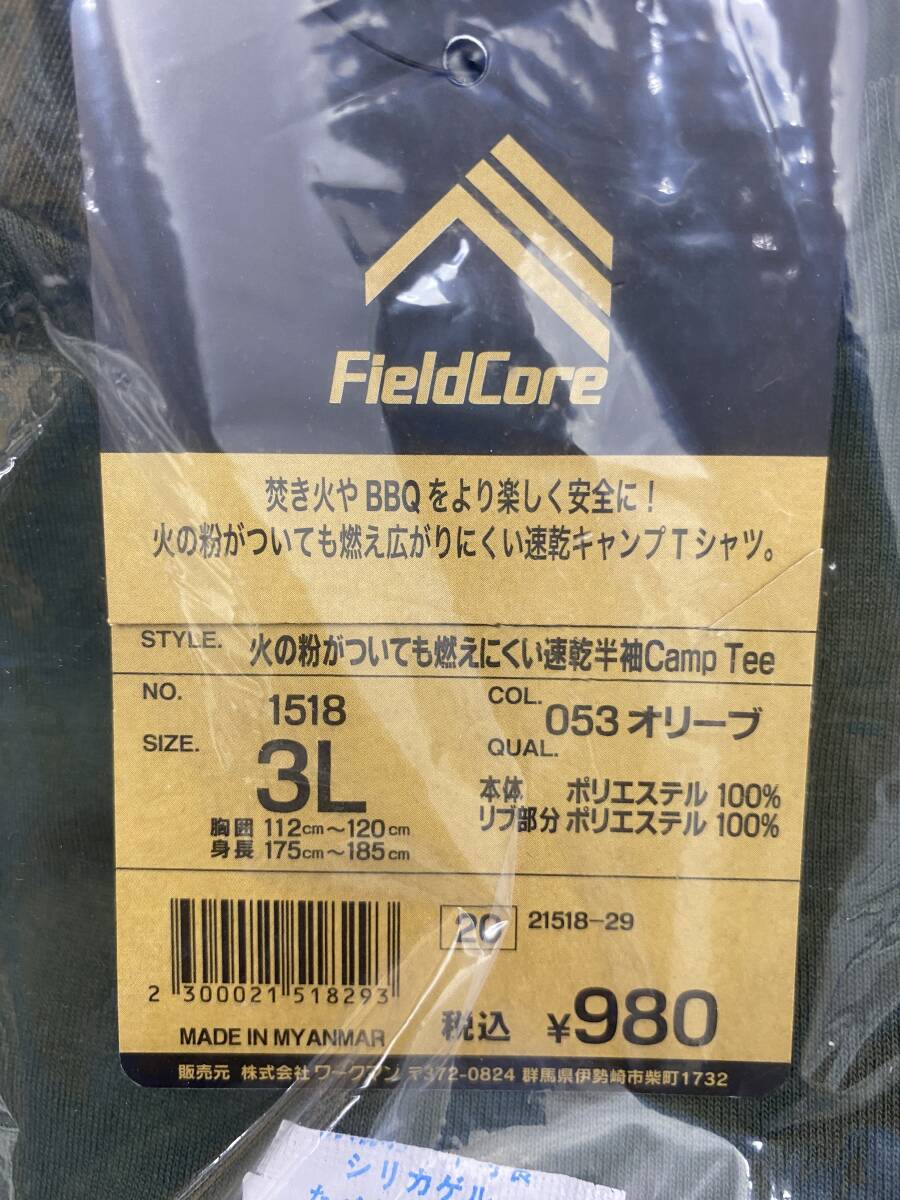 FieldCore
焚き火やBBQをより楽しく安全に！
火の粉がついても燃え広がりにくい速乾キャンプTシャツ。
STYLE. 火の粉がついても燃えにくい速乾半袖Camp Tee
NO. 1518
COL. 053 オリーブ
SIZE. 3L
胸囲 112cm〜120cm
身長 175cm〜185cm
QUAL.
本体 ポリエステル 100%
リブ部分 ポリエステル 100%
20 21518-29
2 300021 518293
税込 ¥980
MADE IN MYANMAR
販売元 株式会社ワークマン 〒372-0824 群馬県伊勢崎市柴町1732
シリカゲル